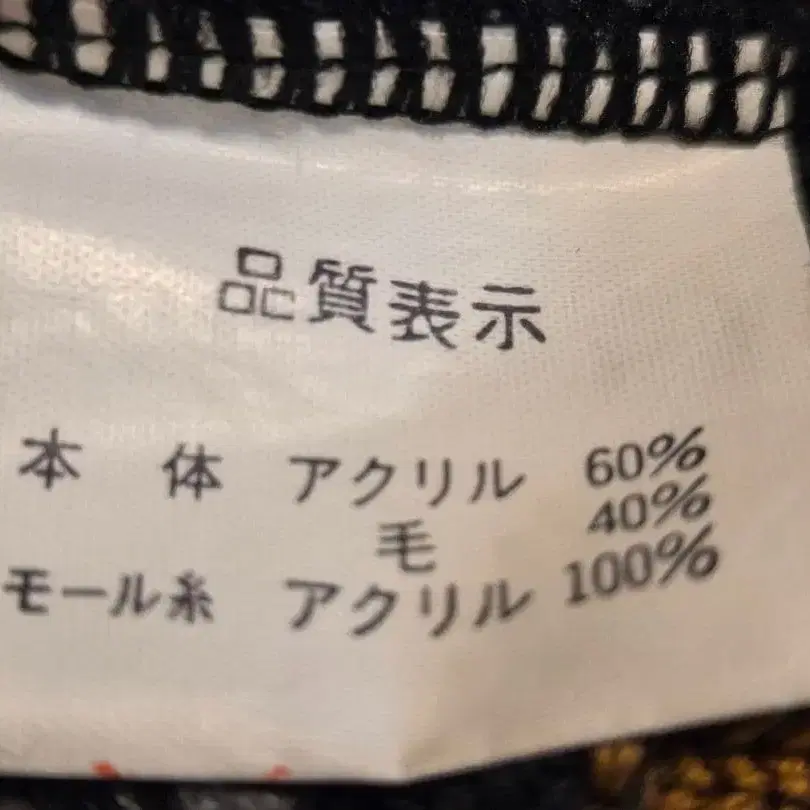 品質表示
本 体 アクリル 60%
毛 40%
モール糸 アクリル 100%